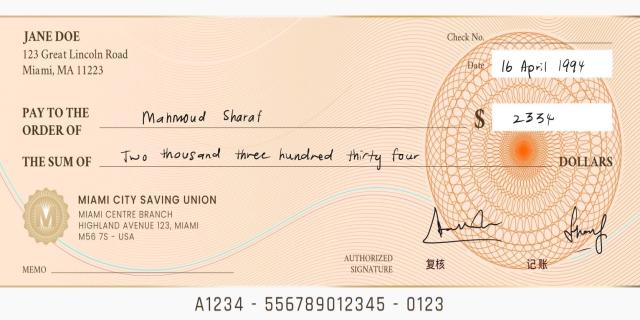 JANE DOE
123 Great Lincoln Road
Miami, MA 11223
Check No.
Date 16 April 1994
PAY TO THE
ORDER OF Mahmoud Sharaf
$ 2334
THE SUM OF Two thousand three hundred thirty four DOLLARS
MIAMI CITY SAVING UNION
MIAMI CENTRE BRANCH
HIGHLAND AVENUE 123, MIAMI
M56 7S - USA
MEMO
AUTHORIZED
SIGNATURE
复核 记账
A1234 - 556789012345 - 0123